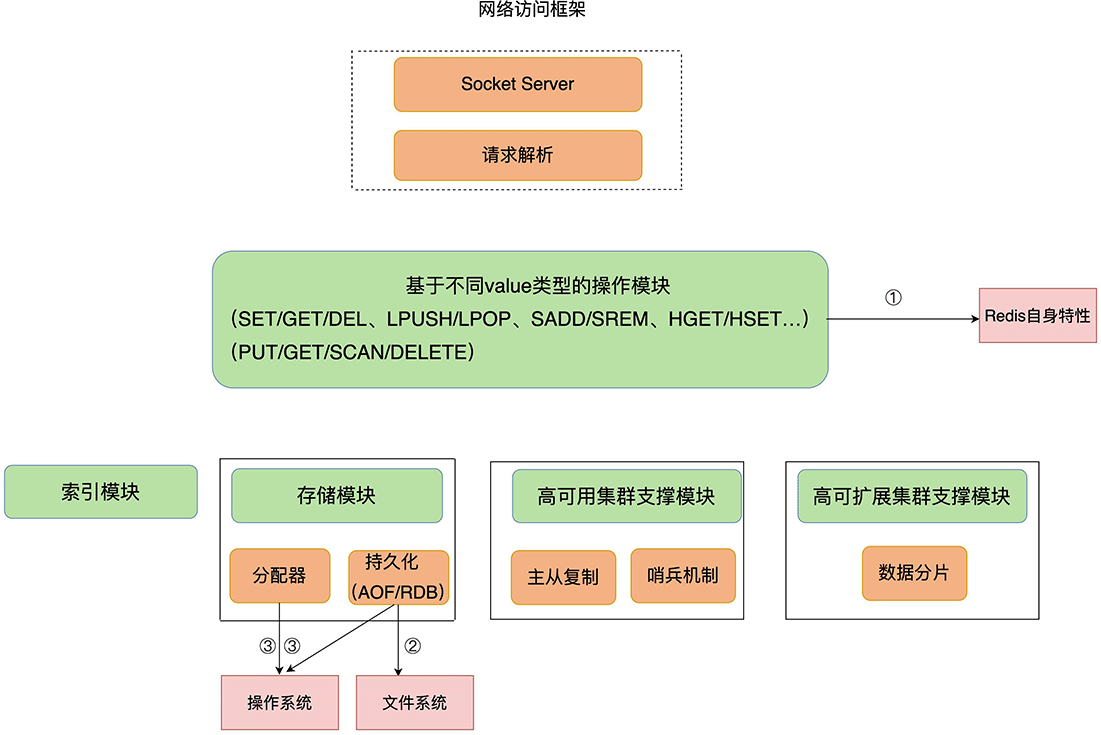 网络访问框架
Socket Server
请求解析
基于不同value类型的操作模块
（SET/GET/DEL、LPUSH/LPOP、SADD/SREM、HGET/HSET...）
（PUT/GET/SCAN/DELETE）
①
Redis自身特性
索引模块
存储模块
高可用集群支撑模块
高可扩展集群支撑模块
分配器
持久化
（AOF/RDB）
主从复制
哨兵机制
数据分片
③
③
②
操作系统
文件系统